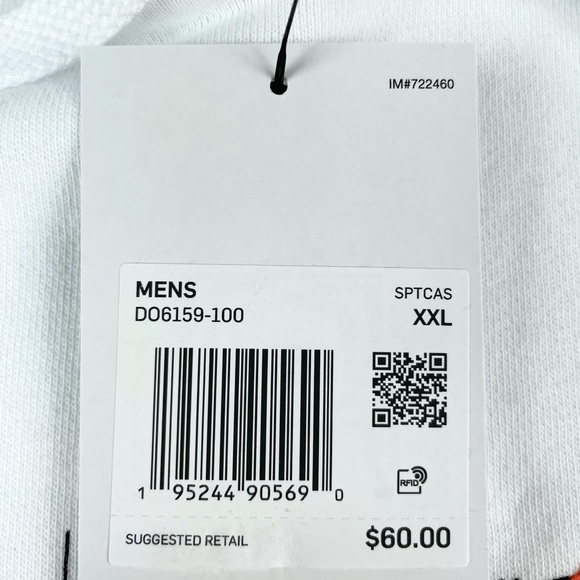 IM#722460
MENS
SPTCAS
DO6159-100
XXL
RFID
1 95244 90569 0
SUGGESTED RETAIL
$60.00